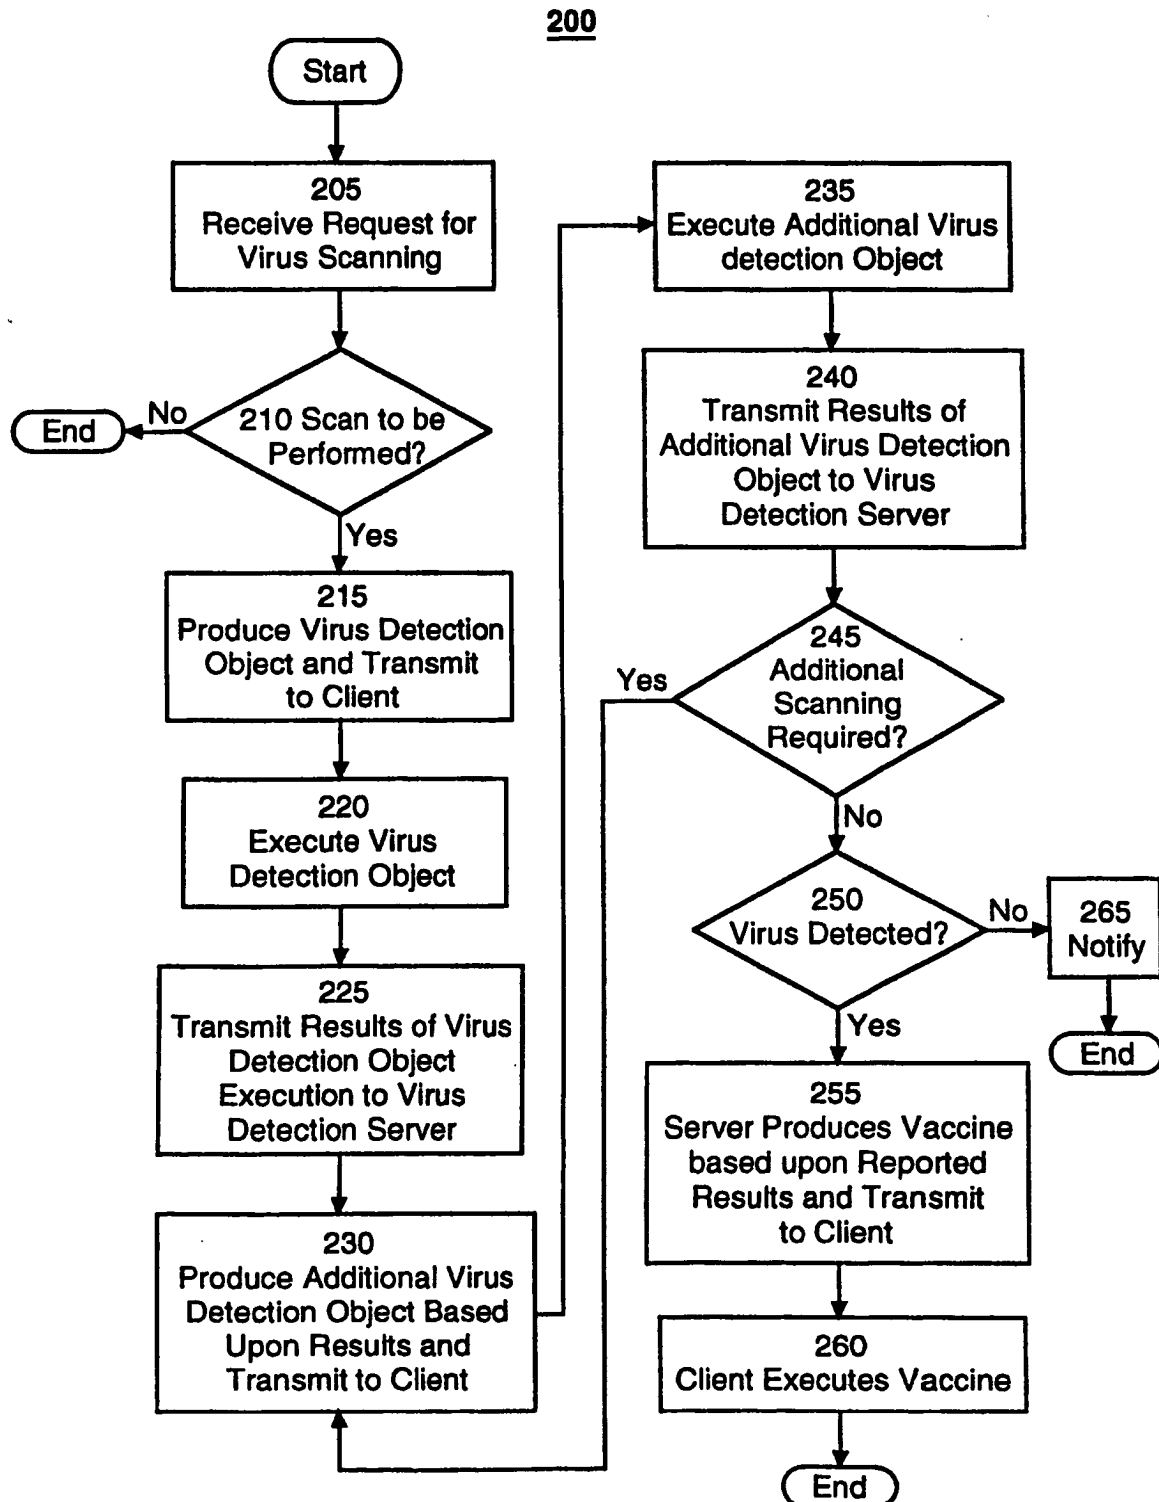 200
Start
205
Receive Request for
Virus Scanning
210 Scan to be
Performed?
No
End
Yes
215
Produce Virus Detection
Object and Transmit
to Client
220
Execute Virus
Detection Object
225
Transmit Results of Virus
Detection Object
Execution to Virus
Detection Server
230
Produce Additional Virus
Detection Object Based
Upon Results and
Transmit to Client
235
Execute Additional Virus
detection Object
240
Transmit Results of
Additional Virus Detection
Object to Virus
Detection Server
245
Additional
Scanning
Required?
Yes
No
250
Virus Detected?
No
265
Notify
End
Yes
255
Server Produces Vaccine
based upon Reported
Results and Transmit
to Client
260
Client Executes Vaccine
End